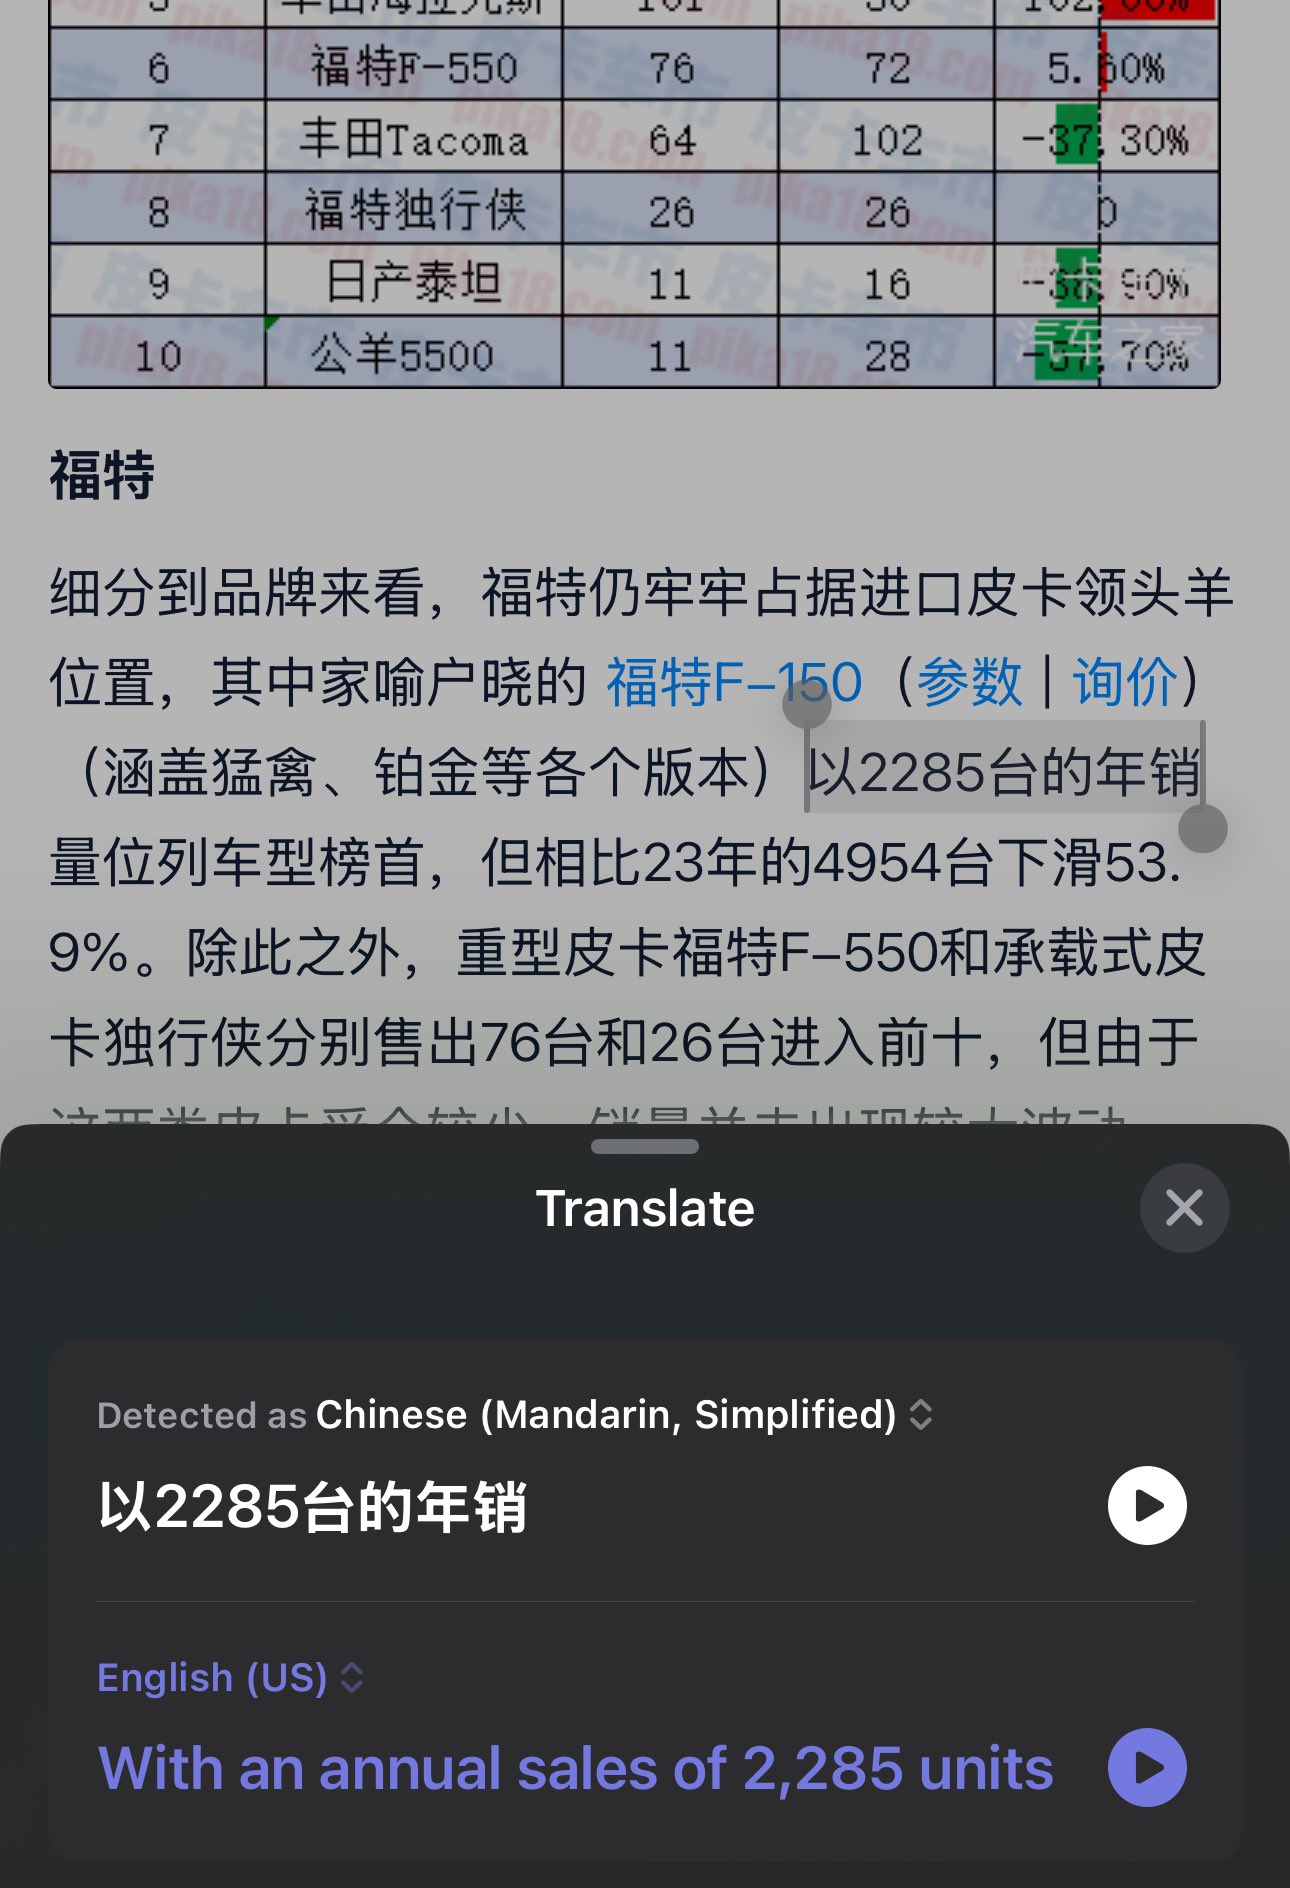 6 福特F-550 76 72 5.60%
7 丰田Tacoma 64 102 -37.30%
8 福特独行侠 26 26 0
9 日产泰坦 11 16 -38.90%
10 公羊5500 11 28 -57.70%
汽车之家
福特
细分到品牌来看，福特仍牢牢占据进口皮卡领头羊
位置，其中家喻户晓的 福特F-150（参数 | 询价）
（涵盖猛禽、铂金等各个版本）以2285台的年销
量位列车型榜首，但相比23年的4954台下滑53.
9%。除此之外，重型皮卡福特F-550和承载式皮
卡独行侠分别售出76台和26台进入前十，但由于
Translate
Detected as Chinese (Mandarin, Simplified)
以2285台的年销
English (US)
With an annual sales of 2,285 units